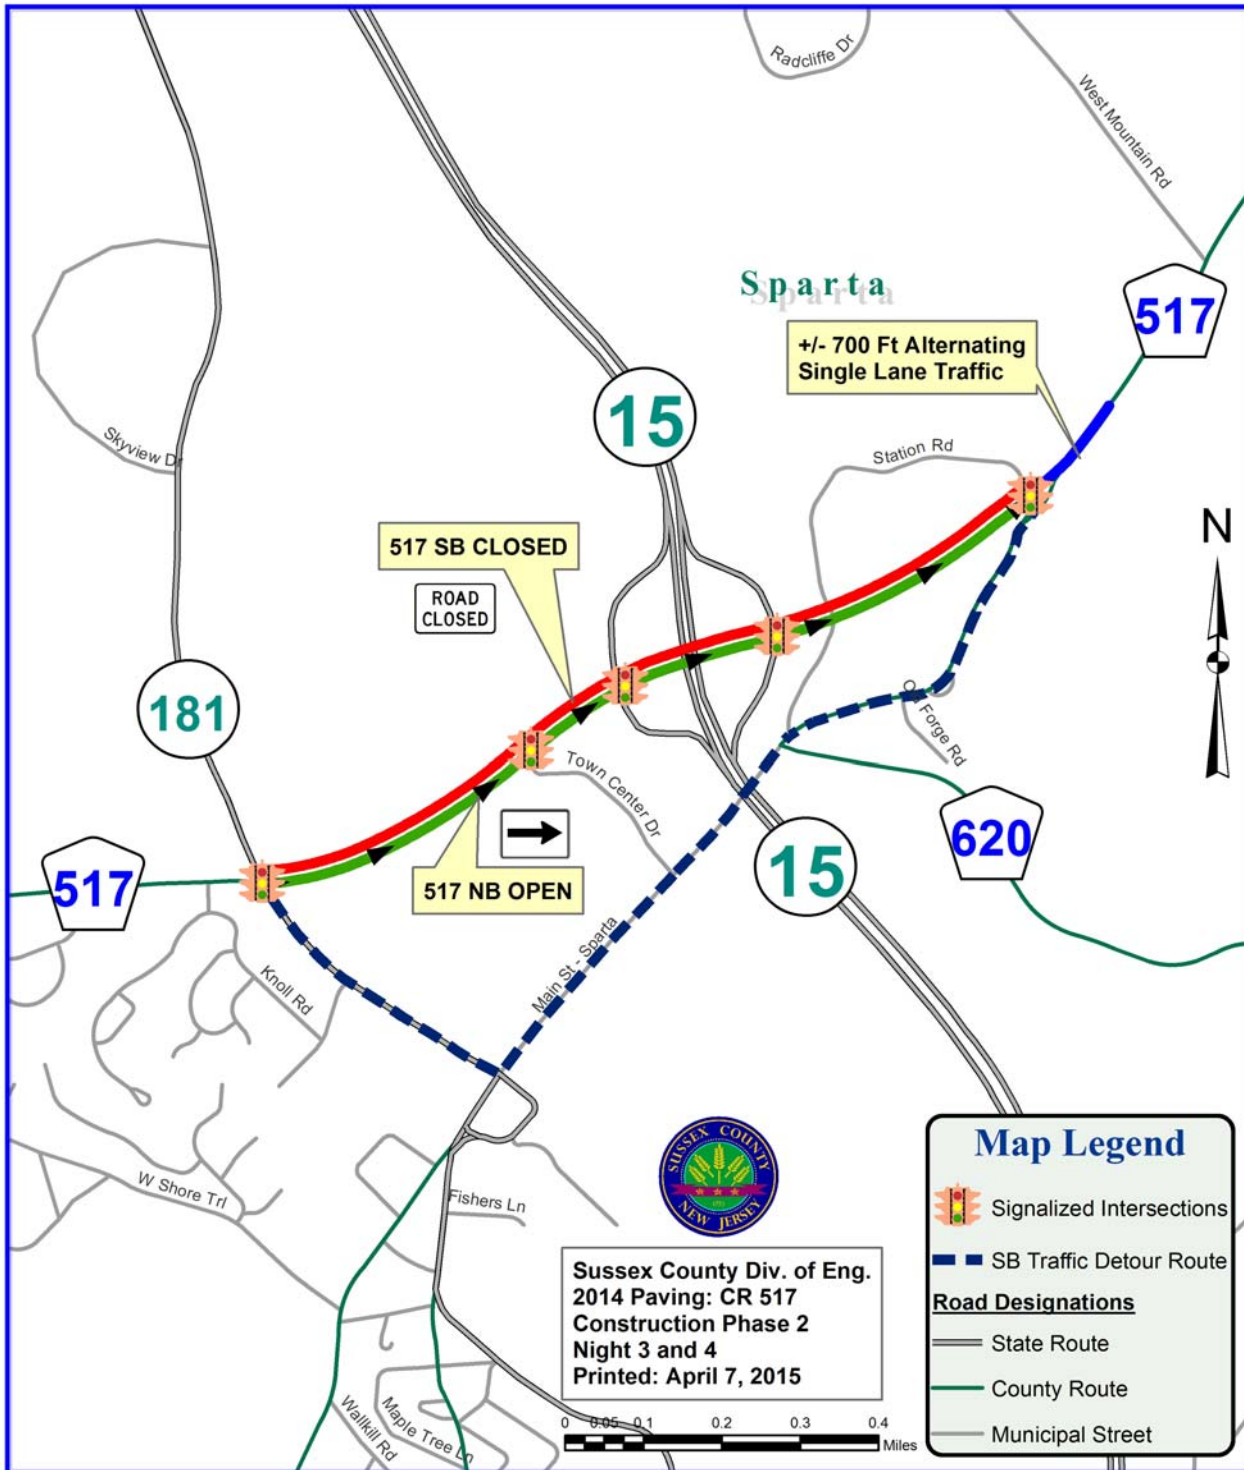 Radcliffe Dr
West Mountain Rd
Sparta
517
+/- 700 Ft Alternating
Single Lane Traffic
15
Skyview Dr
Station Rd
517 SB CLOSED
ROAD
CLOSED
N
181
Old Forge Rd
Town Center Dr
620
15
517
517 NB OPEN
Main St - Sparta
Knoll Rd
W Shore Trl
Fishers Ln
SUSSEX COUNTY
NEW JERSEY
Map Legend
Signalized Intersections
SB Traffic Detour Route
Road Designations
State Route
County Route
Municipal Street
Sussex County Div. of Eng.
2014 Paving: CR 517
Construction Phase 2
Night 3 and 4
Printed: April 7, 2015
Wallkill Rd
Maple Tree Ln
0 0.05 0.1 0.2 0.3 0.4
Miles